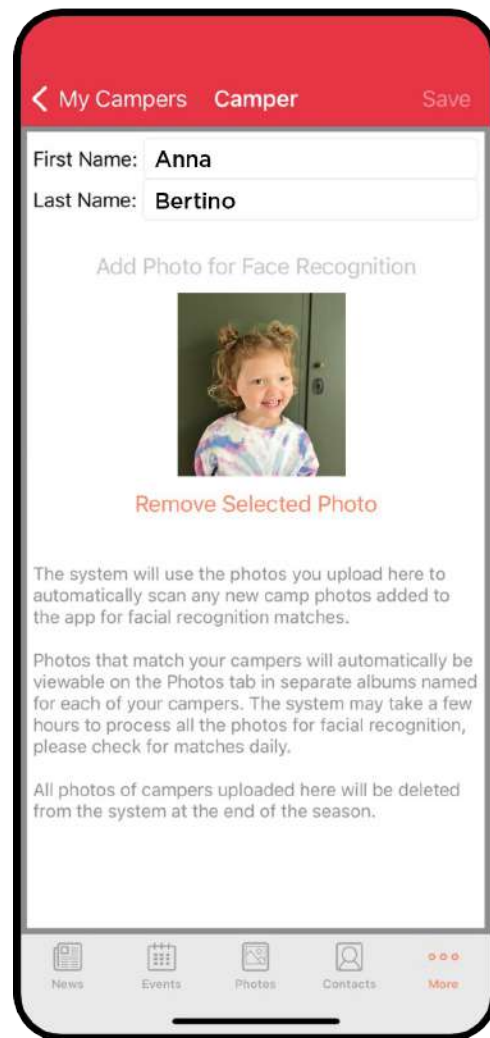 My Campers Camper Save
First Name: Anna
Last Name: Bertino
Add Photo for Face Recognition
Remove Selected Photo
The system will use the photos you upload here to
automatically scan any new camp photos added to
the app for facial recognition matches.
Photos that match your campers will automatically be
viewable on the Photos tab in separate albums named
for each of your campers. The system may take a few
hours to process all the photos for facial recognition,
please check for matches daily.
All photos of campers uploaded here will be deleted
from the system at the end of the season.
News Events Photos Contacts More